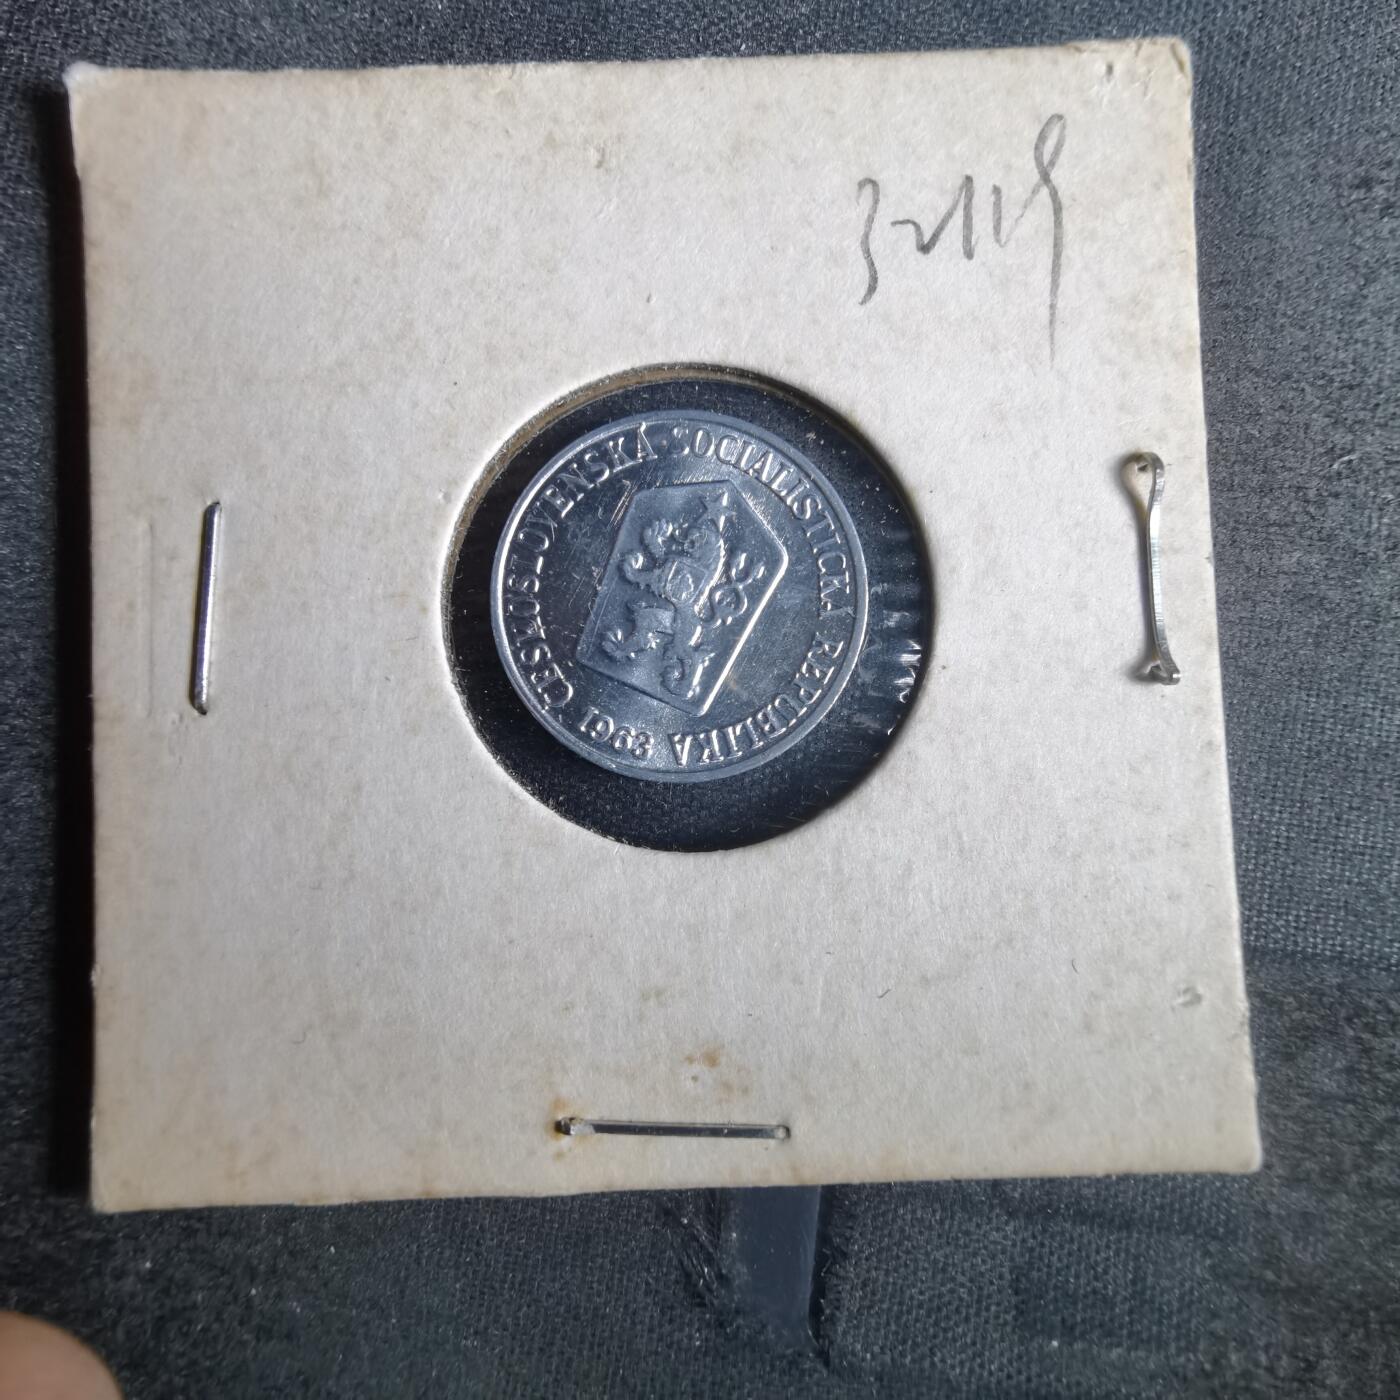 ČESKOSLOVENSKÁ·SOCIALISTICKÁ REPUBLIKA
1963